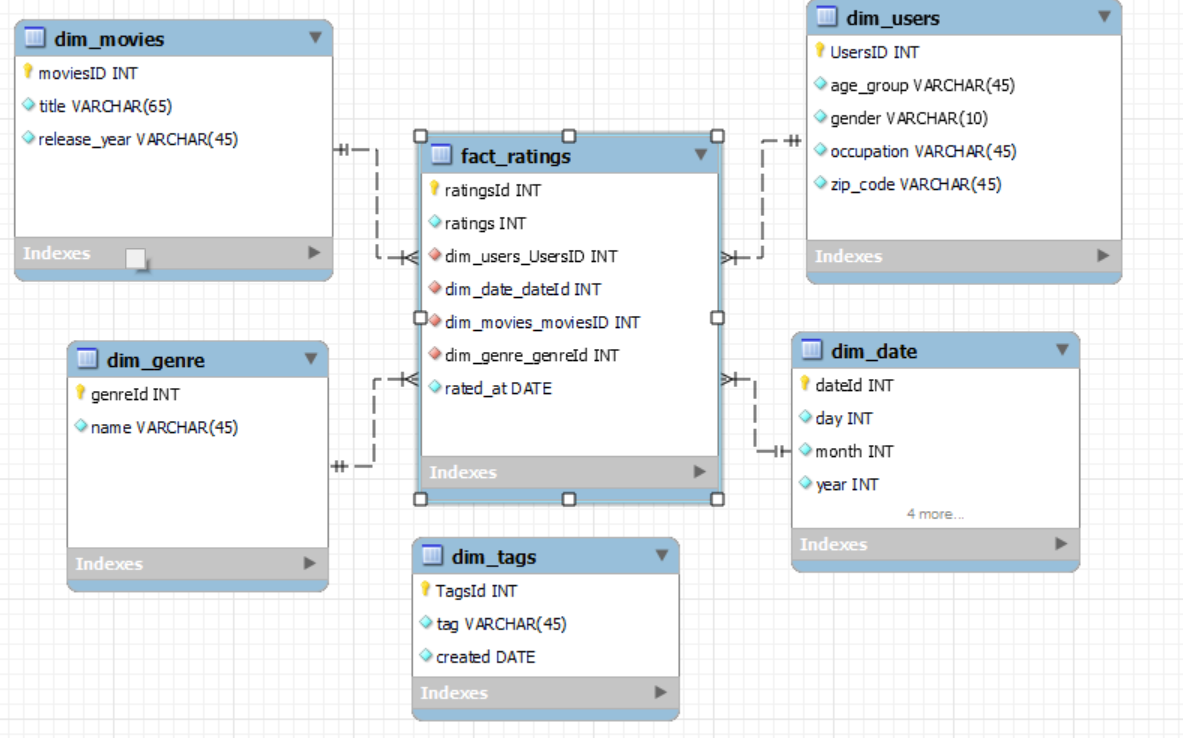 dim_movies
moviesID INT
title VARCHAR(65)
release_year VARCHAR(45)
Indexes
dim_users
UsersID INT
age_group VARCHAR(45)
gender VARCHAR(10)
occupation VARCHAR(45)
zip_code VARCHAR(45)
Indexes
fact_ratings
ratingsId INT
ratings INT
dim_users_UsersID INT
dim_date_dateId INT
dim_movies_moviesID INT
dim_genre_genreId INT
rated_at DATE
Indexes
dim_genre
genreId INT
name VARCHAR(45)
Indexes
dim_date
dateId INT
day INT
month INT
year INT
4 more...
Indexes
dim_tags
TagsId INT
tag VARCHAR(45)
created DATE
Indexes